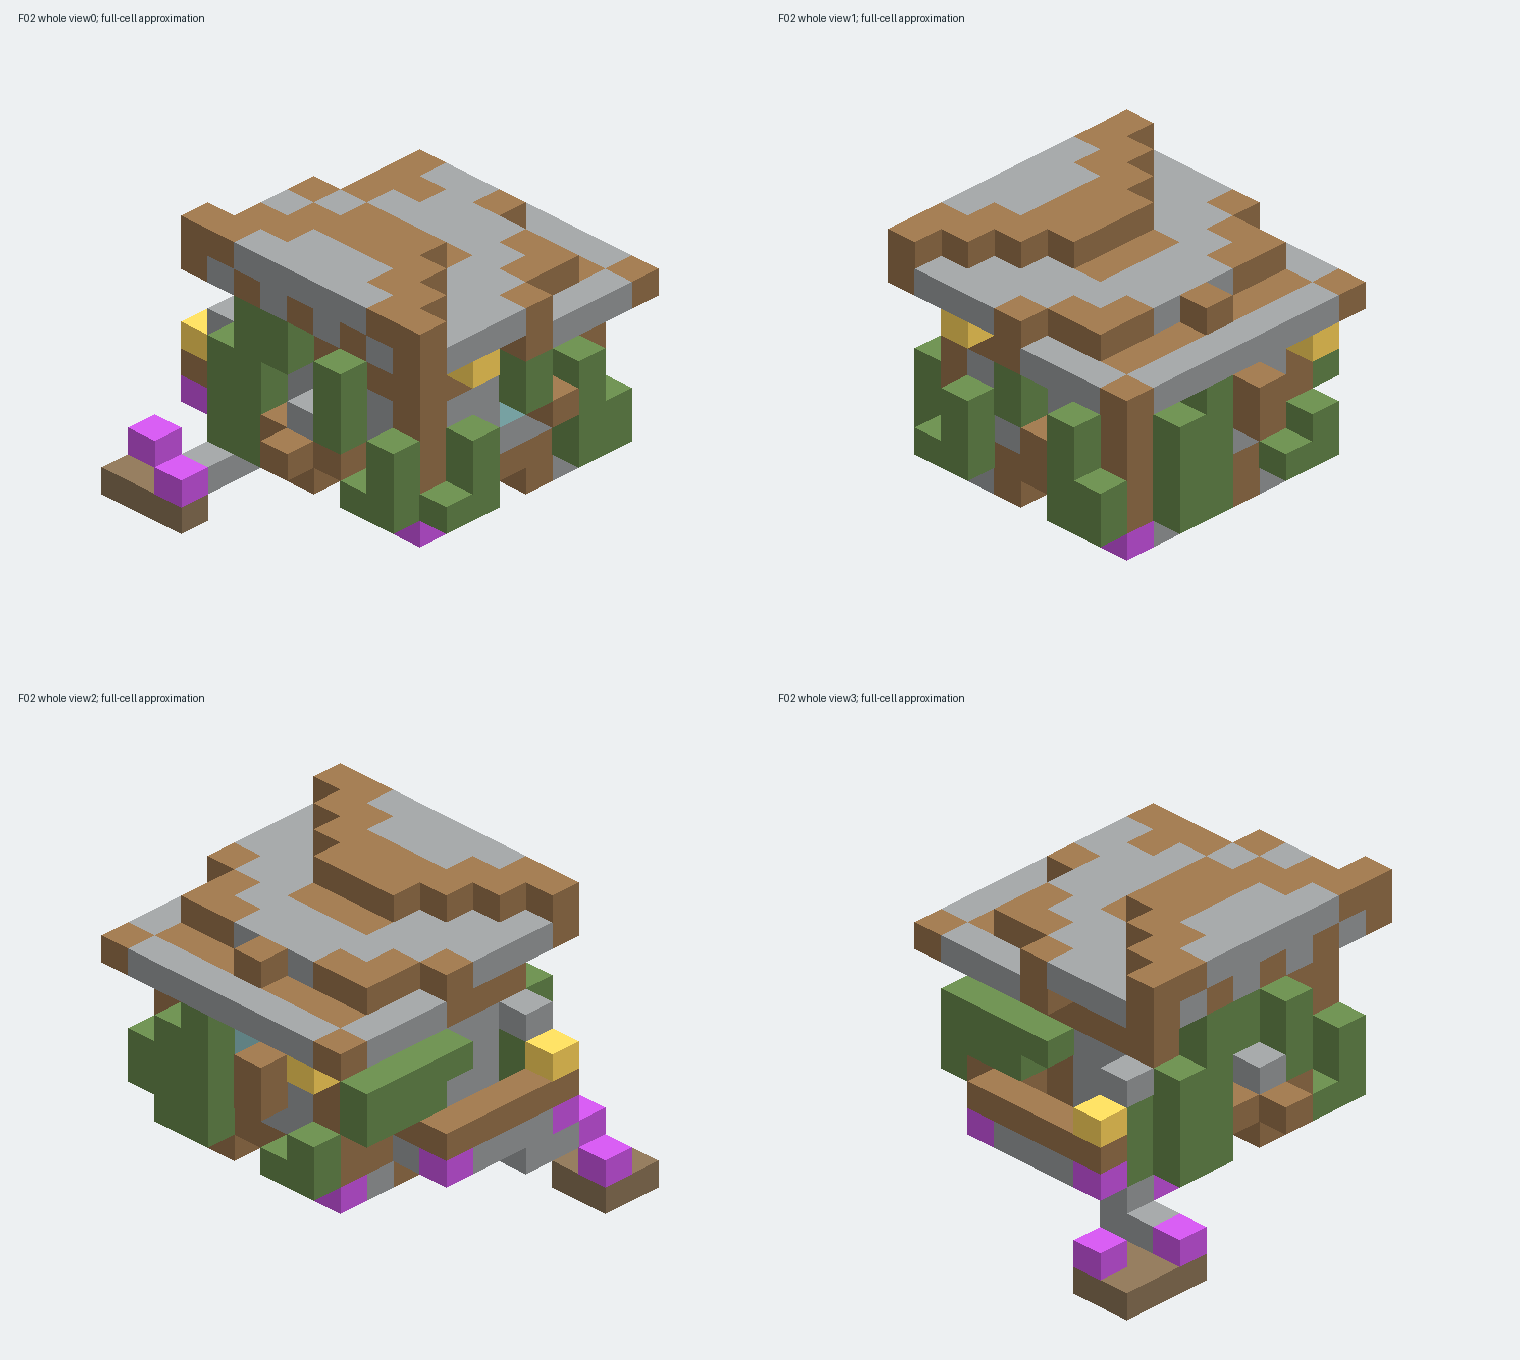 F02 whole view0; full-cell approximation
F02 whole view1; full-cell approximation
F02 whole view2; full-cell approximation
F02 whole view3; full-cell approximation